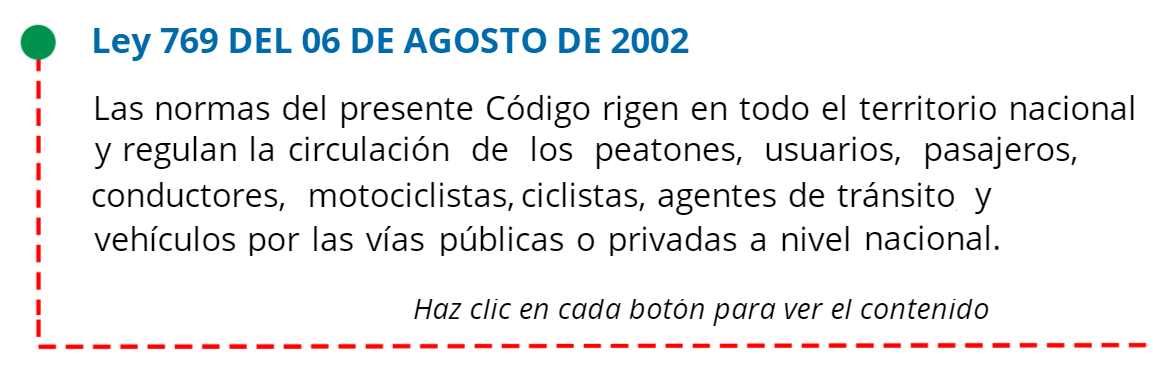 Ley 769 DEL 06 DE AGOSTO DE 2002
Las normas del presente Código rigen en todo el territorio nacional
y regulan la circulación de los peatones, usuarios, pasajeros,
conductores, motociclistas, ciclistas, agentes de tránsito y
vehículos por las vías públicas o privadas a nivel nacional.
Haz clic en cada botón para ver el contenido